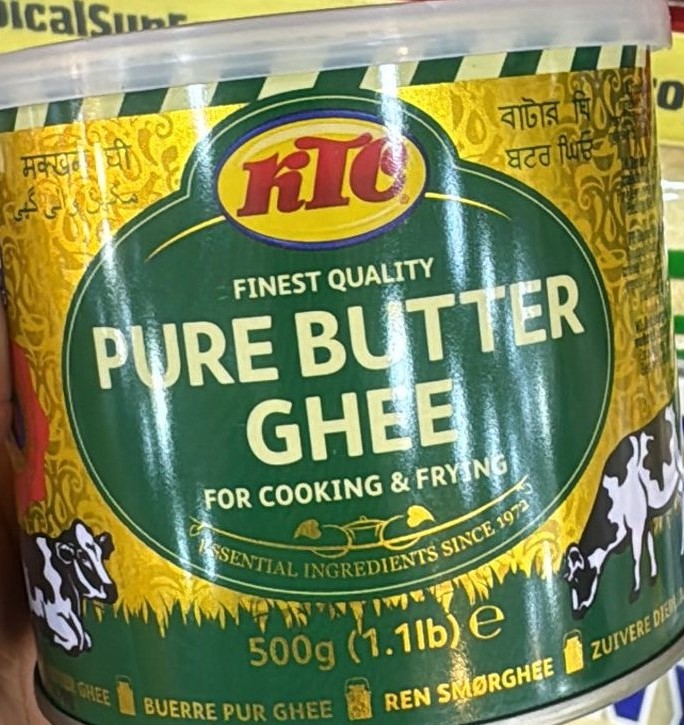 मक्खन घी
বাটার ঘি
ਬਟਰ ਘਿਓ
KTC
FINEST QUALITY
PURE BUTTER
GHEE
FOR COOKING & FRYING
ESSENTIAL INGREDIENTS SINCE 1972
500g (1.1lb) e
GHEE
BUERRE PUR GHEE
REN SMØRGHEE
ZUIVERE